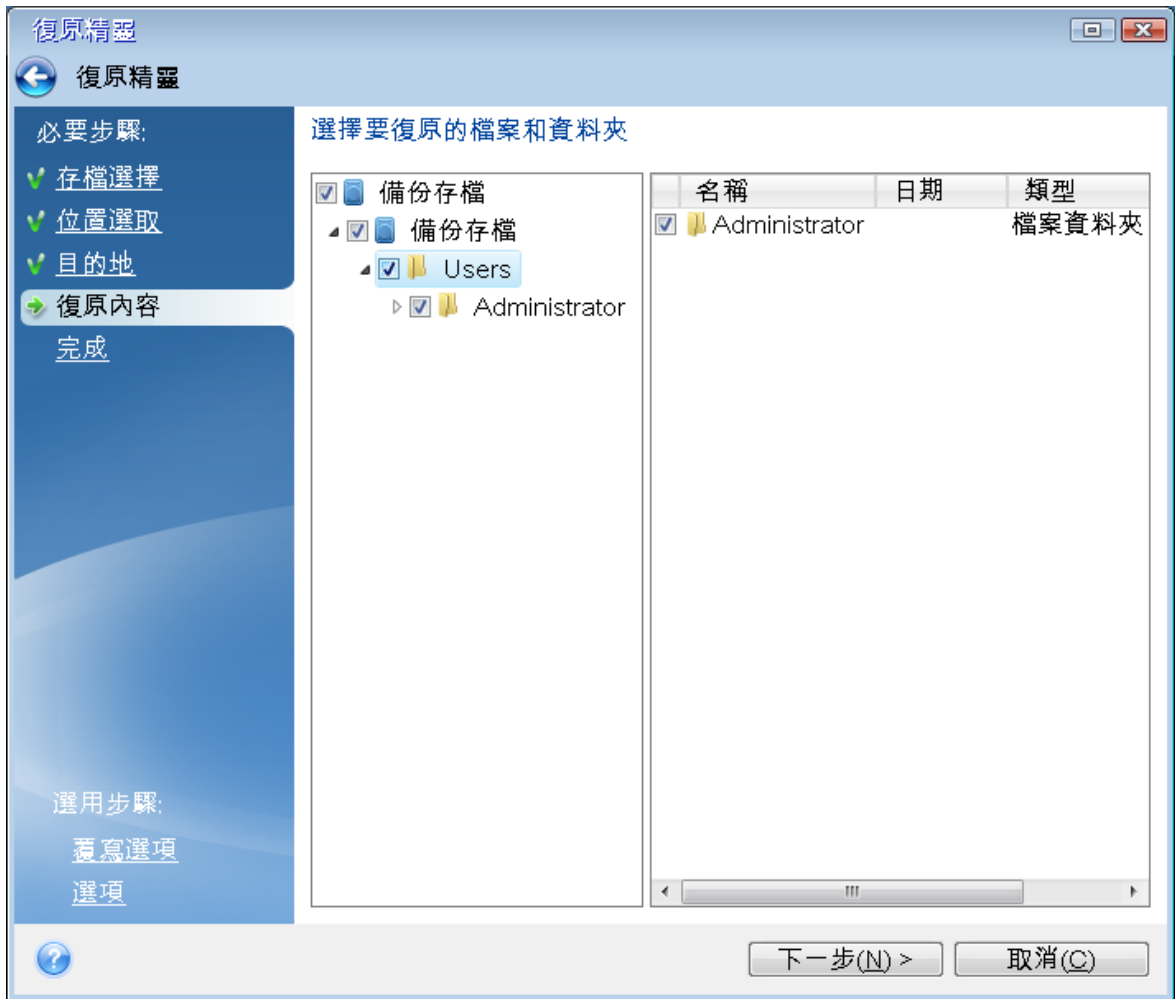 復原精靈
復原精靈
必要步驟:
存檔選擇
位置選取
目的地
復原內容
完成
選用步驟:
覆寫選項
選項
選擇要復原的檔案和資料夾
備份存檔
備份存檔
Users
Administrator
名稱 日期 類型
Administrator 檔案資料夾
下一步(N) >
取消(C)